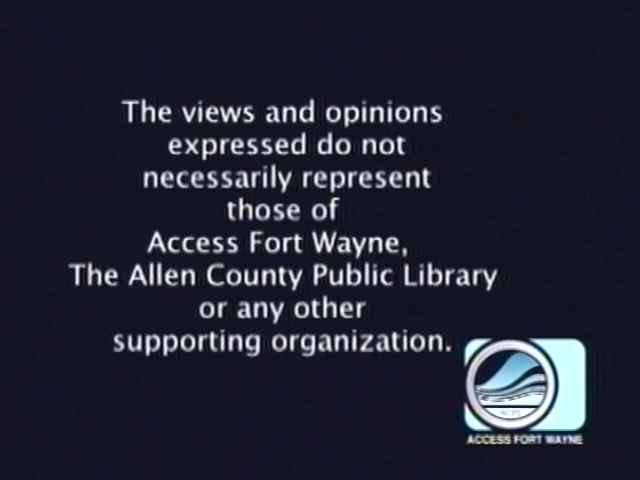 The views and opinions
expressed do not
necessarily represent
those of
Access Fort Wayne,
The Allen County Public Library
or any other
supporting organization.
ACCESS FORT WAYNE